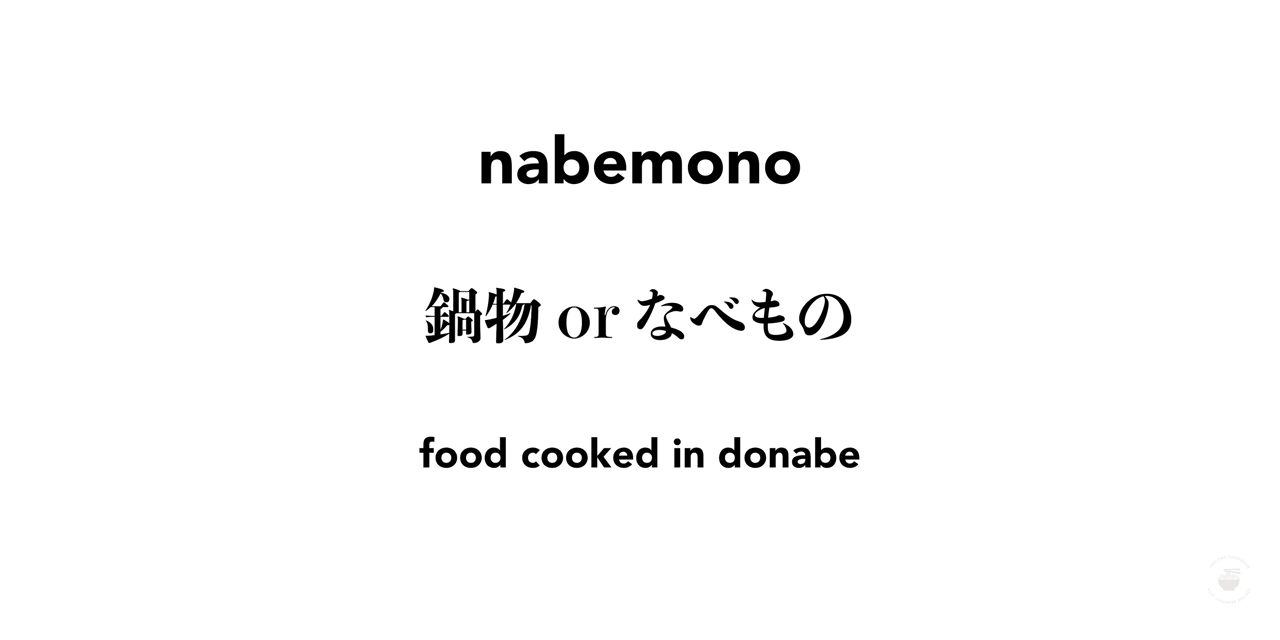 nabemono
鍋物 or なべもの
food cooked in donabe